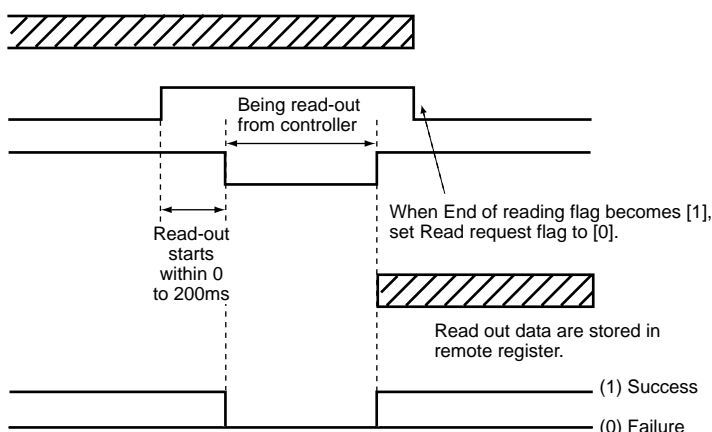 Being read-out
from controller
When End of reading flag becomes [1],
set Read request flag to [0].
Read-out
starts
within 0
to 200ms
Read out data are stored in
remote register.
(1) Success
(0) Failure